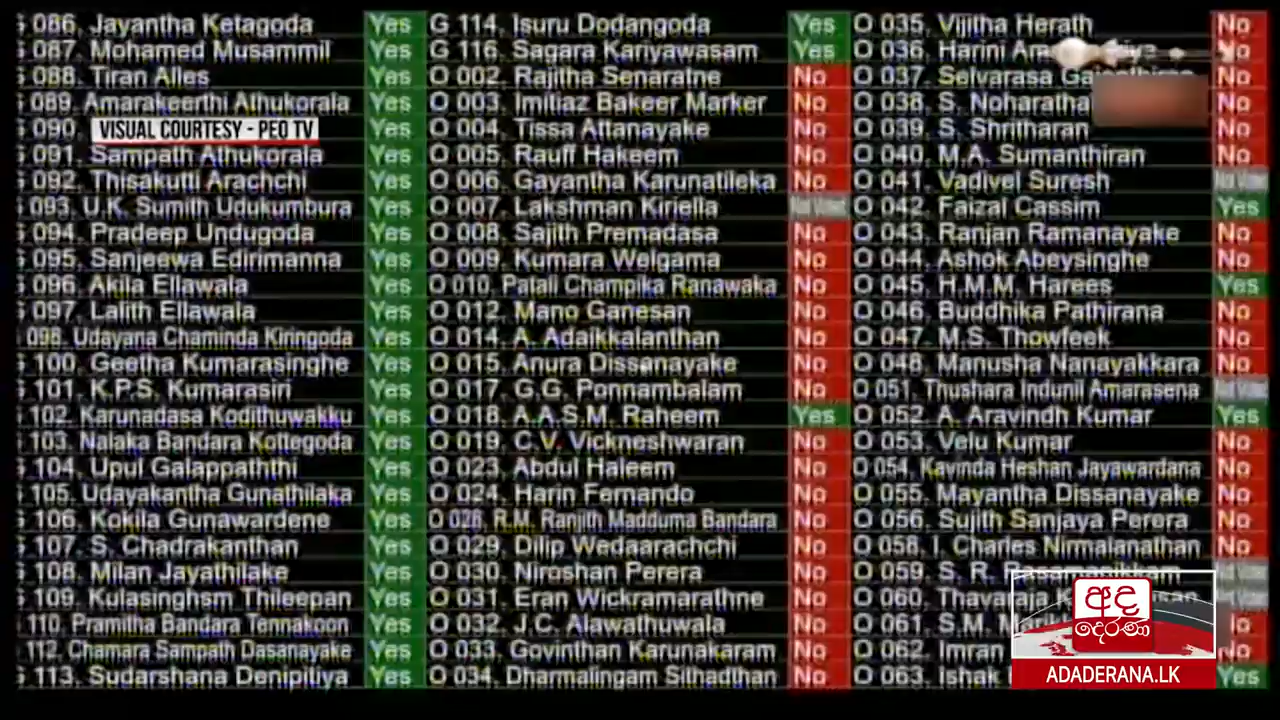 086. Jayantha Ketagoda Yes
087. Mohamed Musammil Yes
088. Tiran Alles Yes
089. Amarakeerthi Athukorala Yes
090. Yes
VISUAL COURTESY - PEO TV
091. Sampath Athukorala Yes
092. Thisakutti Arachchi Yes
093. U.K. Sumith Udukumbura Yes
094. Pradeep Undugoda Yes
095. Sanjeewa Edirimanna Yes
096. Akila Ellawala Yes
097. Lalith Ellawala Yes
098. Udayana Chaminda Kiringoda Yes
100. Geetha Kumarasinghe Yes
101. K.P.S. Kumarasiri Yes
102. Karunadasa Kodithuwakku Yes
103. Nalaka Bandara Kottegoda Yes
104. Upul Galappaththi Yes
105. Udayakantha Gunathilaka Yes
106. Kokila Gunawardene Yes
107. S. Chadrakanthan Yes
108. Milan Jayathilake Yes
109. Kulasinghsm Thileepan Yes
110. Pramitha Bandara Tennakoon Yes
112. Chamara Sampath Dasanayake Yes
113. Sudarshana Denipitiya Yes
G 114. Isuru Dodangoda Yes
G 116. Sagara Kariyawasam Yes
O 002. Rajitha Senaratne No
O 003. Imitiaz Bakeer Marker No
O 004. Tissa Attanayake No
O 005. Rauff Hakeem No
O 006. Gayantha Karunatileka No
O 007. Lakshman Kiriella
O 008. Sajith Premadasa No
O 009. Kumara Welgama No
O 010. Patali Champika Ranawaka No
O 012. Mano Ganesan No
O 014. A. Adaikkalanthan No
O 015. Anura Dissanayake No
O 017. G.G. Ponnambalam No
O 018. A.A.S.M. Raheem Yes
O 019. C.V. Vickneshwaran No
O 023. Abdul Haleem No
O 024. Harin Fernando No
O 028. R.M. Ranjith Madduma Bandara No
O 029. Dilip Wedaarachchi No
O 030. Niroshan Perera No
O 031. Eran Wickramarathne No
O 032. J.C. Alawathuwala No
O 033. Govinthan Karunakaram No
O 034. Dharmalingam Sithadthan No
O 035. Vijitha Herath No
O 036. Harini No
O 037. Selvarasa No
O 038. S. No
O 039. S. Shritharan No
O 040. M.A. Sumanthiran No
O 041. Vadivel Suresh
O 042. Faizal Cassim Yes
O 043. Ranjan Ramanayake No
O 044. Ashok Abeysinghe No
O 045. H.M.M. Harees Yes
O 046. Buddhika Pathirana No
O 047. M.S. Thowfeek No
O 048. Manusha Nanayakkara No
O 051. Thushara Indunil Amarasena
O 052. A. Aravindh Kumar Yes
O 053. Velu Kumar No
O 054. Kavinda Heshan Jayawardana No
O 055. Mayantha Dissanayake No
O 056. Sujith Sanjaya Perera No
O 058. I. Charles Nirmalanathan No
O 059. S. R.
O 060. Thavaraja
O 061. S.M.
O 062. Imran No
O 063. Ishak Yes
අද
දෙරණ
ADADERANA.LK